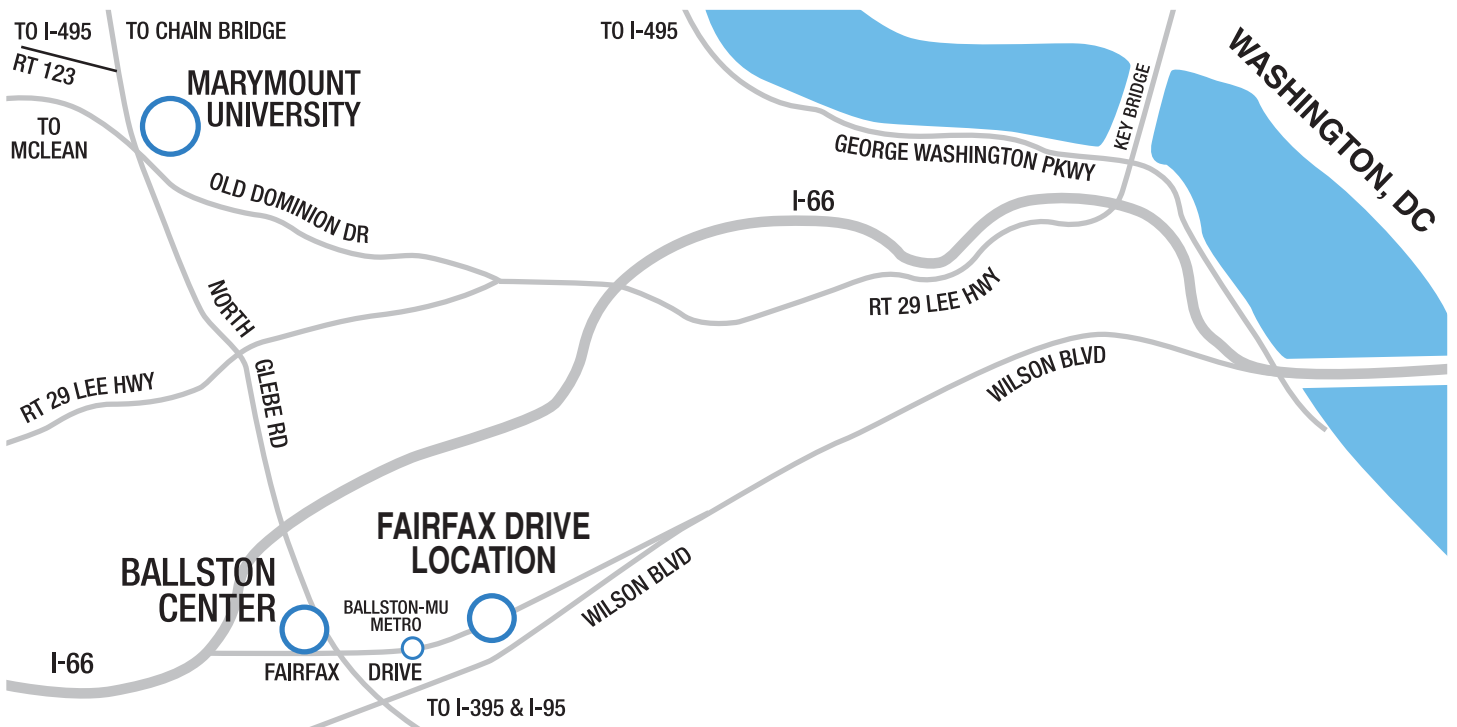 TO I-495
TO CHAIN BRIDGE
RT 123
MARYMOUNT
UNIVERSITY
TO
MCLEAN
OLD DOMINION DR
TO I-495
KEY BRIDGE
WASHINGTON, DC
GEORGE WASHINGTON PKWY
I-66
RT 29 LEE HWY
NORTH
GLEBE RD
RT 29 LEE HWY
WILSON BLVD
FAIRFAX DRIVE
LOCATION
BALLSTON
CENTER
BALLSTON-MU
METRO
WILSON BLVD
I-66
FAIRFAX
DRIVE
TO I-395 & I-95